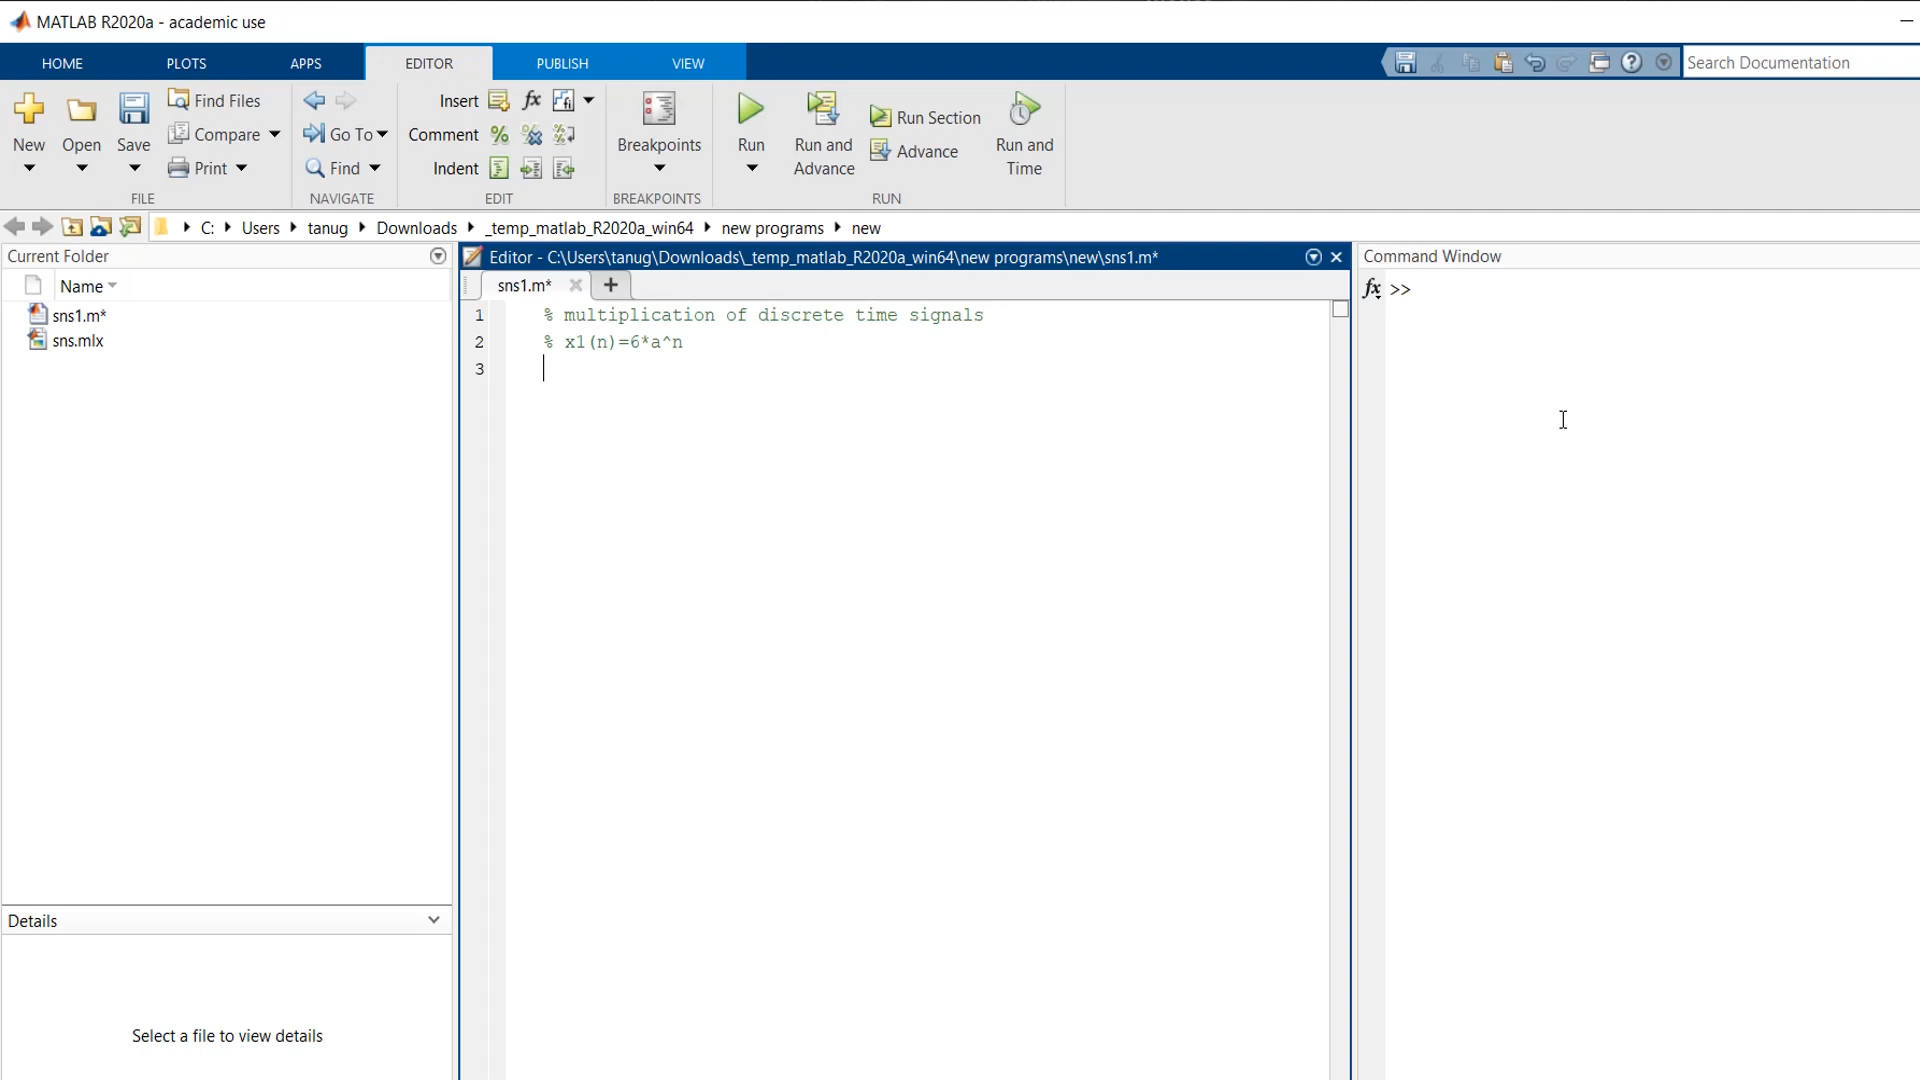 MATLAB R2020a - academic use
HOME PLOTS APPS EDITOR PUBLISH VIEW
Search Documentation
New
Open
Save
Find Files
Compare
Print
FILE
Go To
Find
NAVIGATE
Insert fx
Comment % %
Indent
EDIT
Breakpoints
BREAKPOINTS
Run
Run and
Advance
Run Section
Advance
Run and
Time
RUN
C: Users tanug Downloads _temp_matlab_R2020a_win64 new programs new
Current Folder
Name
sns1.m*
sns.mlx
Details
Select a file to view details
Editor - C:\Users\tanug\Downloads\_temp_matlab_R2020a_win64\new programs\new\sns1.m*
sns1.m*
1 % multiplication of discrete time signals
2 % x1(n)=6*a^n
3
Command Window
fx >>